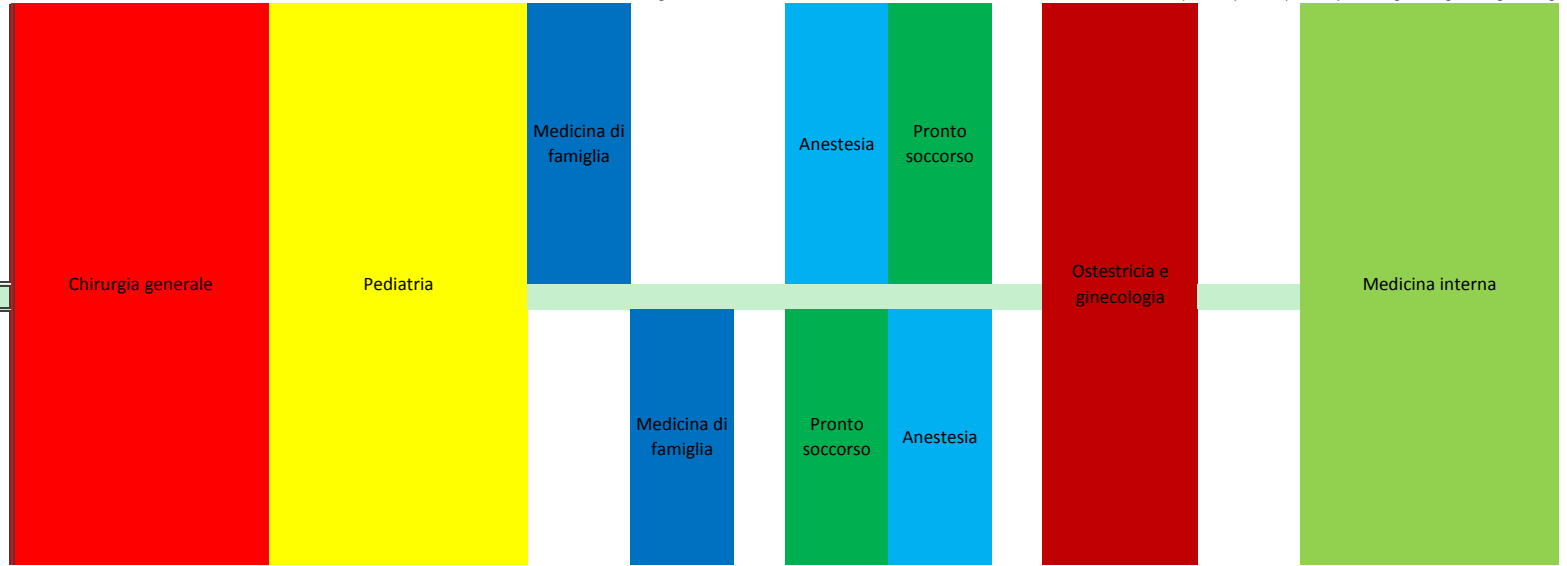 Medicina di
famiglia
Anestesia
Pronto
soccorso
Chirurgia generale
Pediatria
Ostestricia e
ginecologia
Medicina interna
Medicina di
famiglia
Pronto
soccorso
Anestesia